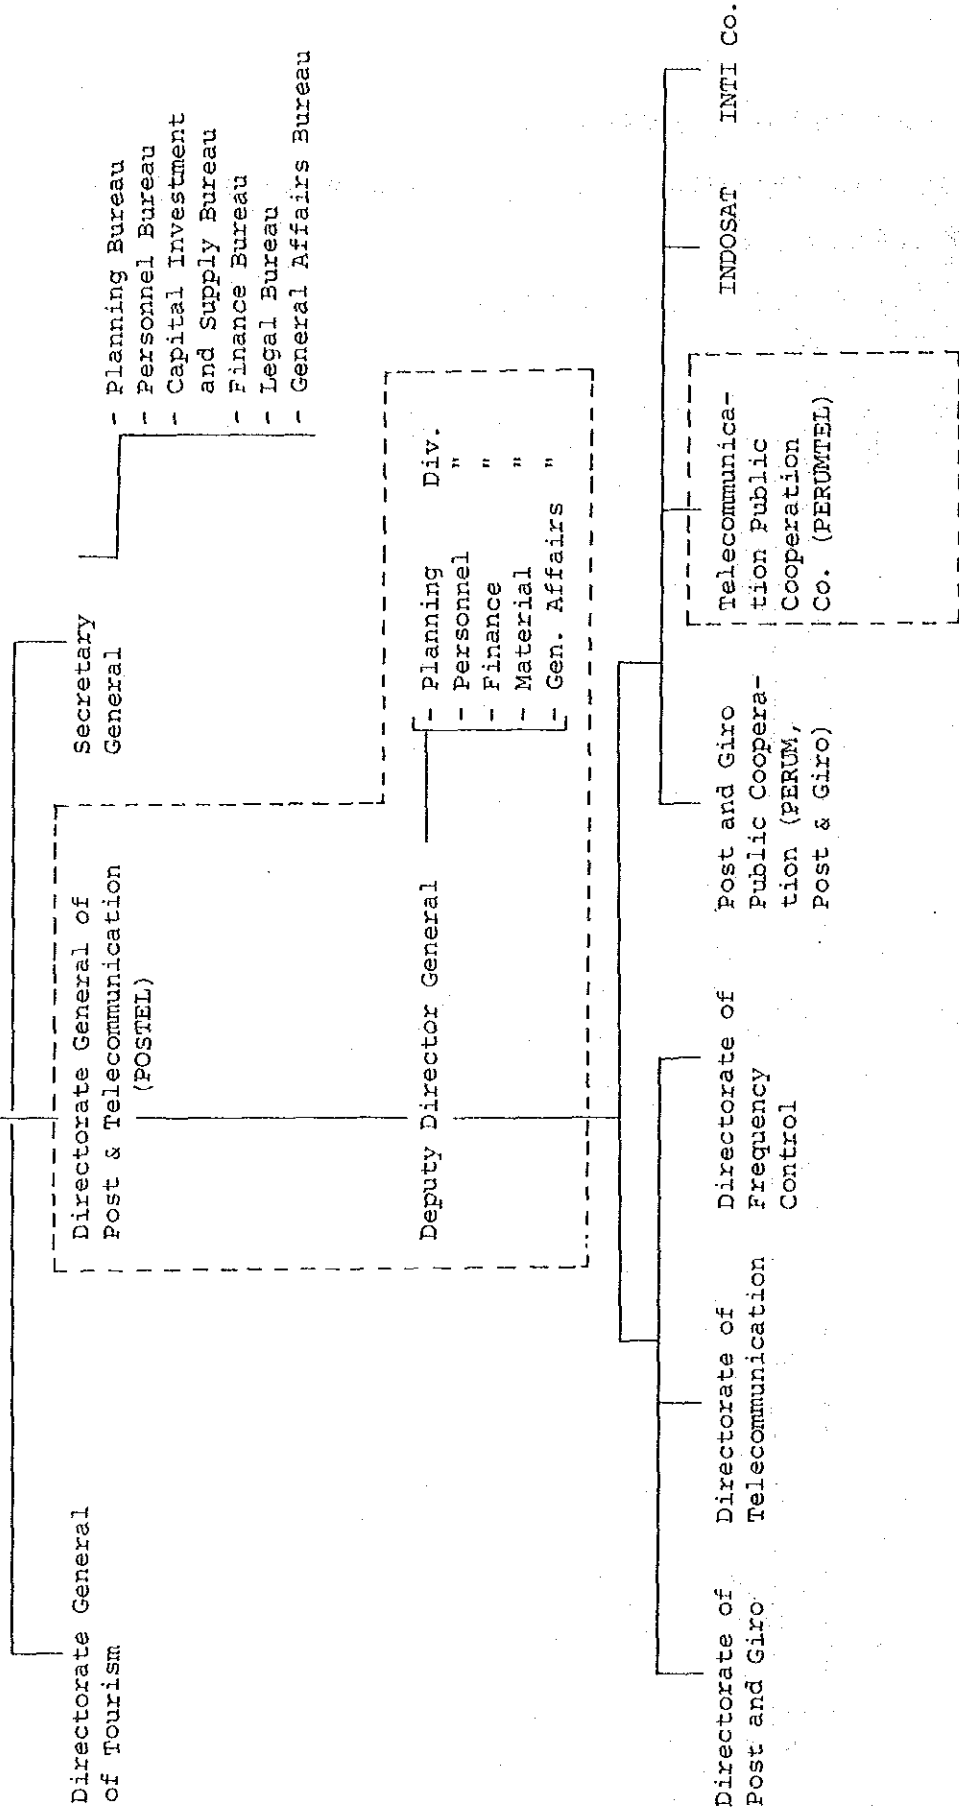 Directorate General
of Tourism
Directorate General of
Post & Telecommunication
(POSTEL)
Secretary
General
- Planning Bureau
- Personnel Bureau
- Capital Investment
and Supply Bureau
- Finance Bureau
- Legal Bureau
- General Affairs Bureau
Deputy Director General
- Planning Div.
- Personnel "
- Finance "
- Material "
- Gen. Affairs "
Directorate of
Post and Giro
Directorate of
Telecommunication
Directorate of
Frequency
Control
Post and Giro
Public Coopera-
tion (PERUM,
Post & Giro)
Telecommunica-
tion Public
Cooperation
Co. (PERUMTEL)
INDOSAT
INTI Co.